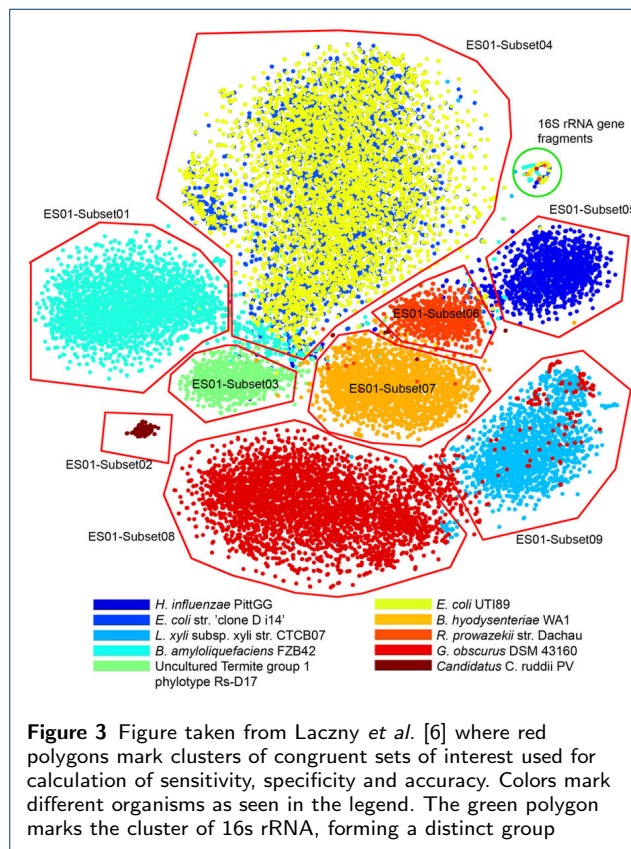 ES01-Subset04
16S rRNA gene
fragments
ES01-Subset05
ES01-Subset01
ES01-Subset06
ES01-Subset03
ES01-Subset07
ES01-Subset02
ES01-Subset08
ES01-Subset09
H. influenzae PittGG
E. coli str. 'clone D i14'
L. xyli subsp. xyli str. CTCB07
B. amyloliquefaciens FZB42
Uncultured Termite group 1
phylotype Rs-D17
E. coli UTI89
B. hyodysenteriae WA1
R. prowazekii str. Dachau
G. obscurus DSM 43160
Candidatus C. ruddii PV
Figure 3 Figure taken from Laczny et al. [6] where red
polygons mark clusters of congruent sets of interest used for
calculation of sensitivity, specificity and accuracy. Colors mark
different organisms as seen in the legend. The green polygon
marks the cluster of 16s rRNA, forming a distinct group